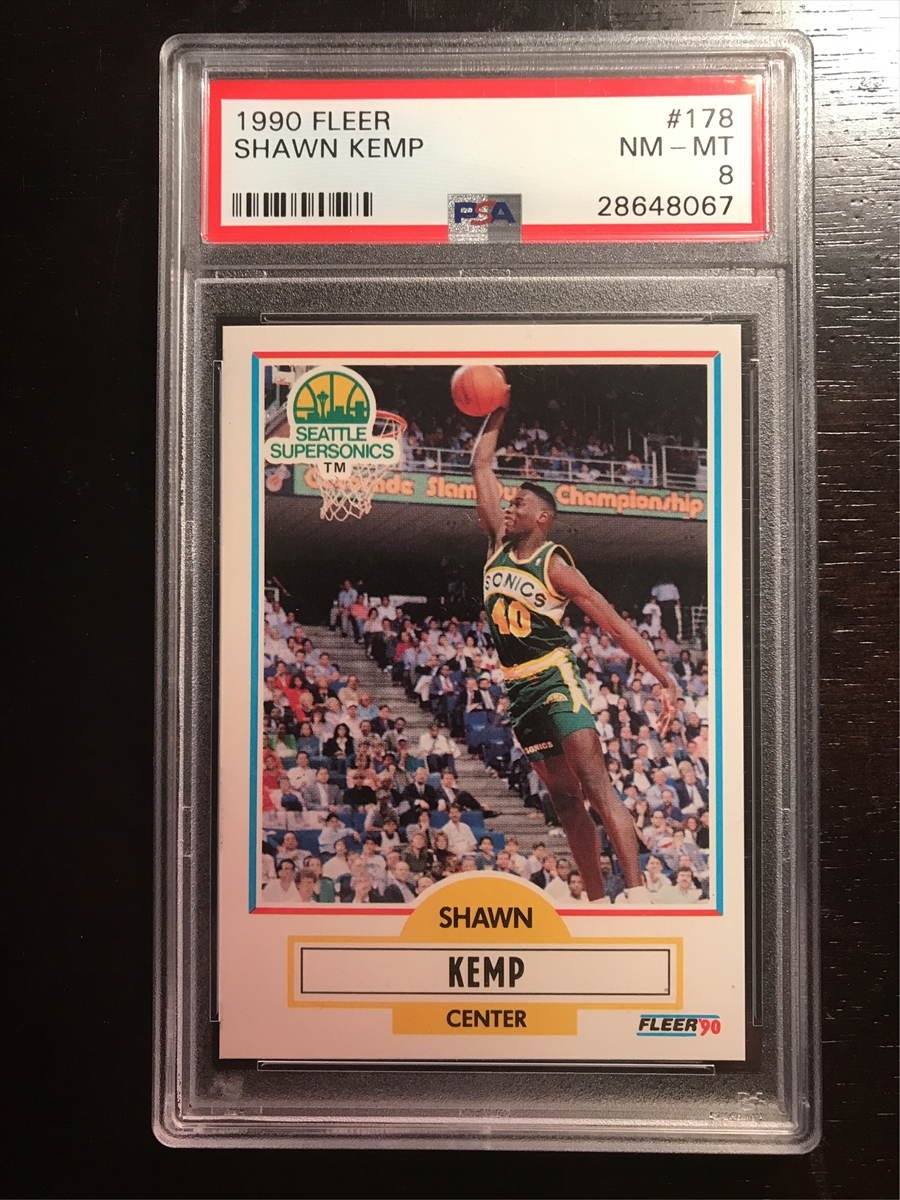 1990 FLEER #178
SHAWN KEMP NM - MT
8
28648067
PSA
SEATTLE
SUPERSONICS
TM
Slam Championship
SONICS
40
SONICS
SHAWN
KEMP
CENTER
FLEER '90